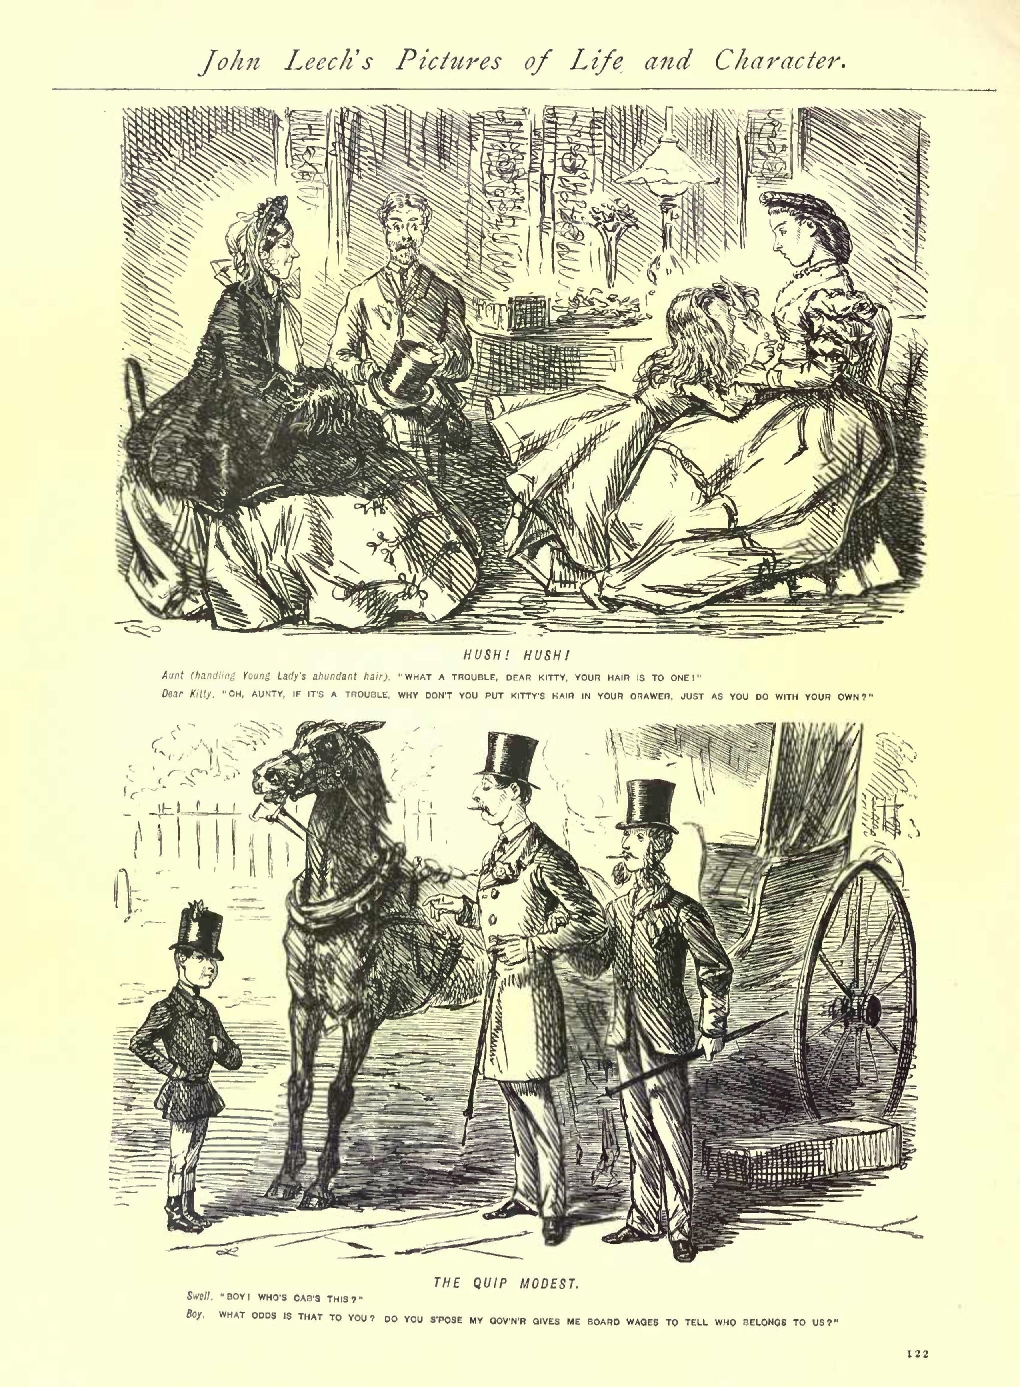 John Leech's Pictures of Life and Character.
HUSH! HUSH!
Aunt (handling Young Lady's abundant hair). "WHAT A TROUBLE, DEAR KITTY, YOUR HAIR IS TO ONE!"
Dear Kitty. "OH, AUNTY, IF IT'S A TROUBLE, WHY DON'T YOU PUT KITTY'S HAIR IN YOUR DRAWER, JUST AS YOU DO WITH YOUR OWN?"
THE QUIP MODEST.
Swell. "BOY! WHO'S CAB'S THIS?"
Boy. WHAT ODDS IS THAT TO YOU? DO YOU S'POSE MY GOV'N'R GIVES ME BOARD WAGES TO TELL WHO BELONGS TO US?"
122